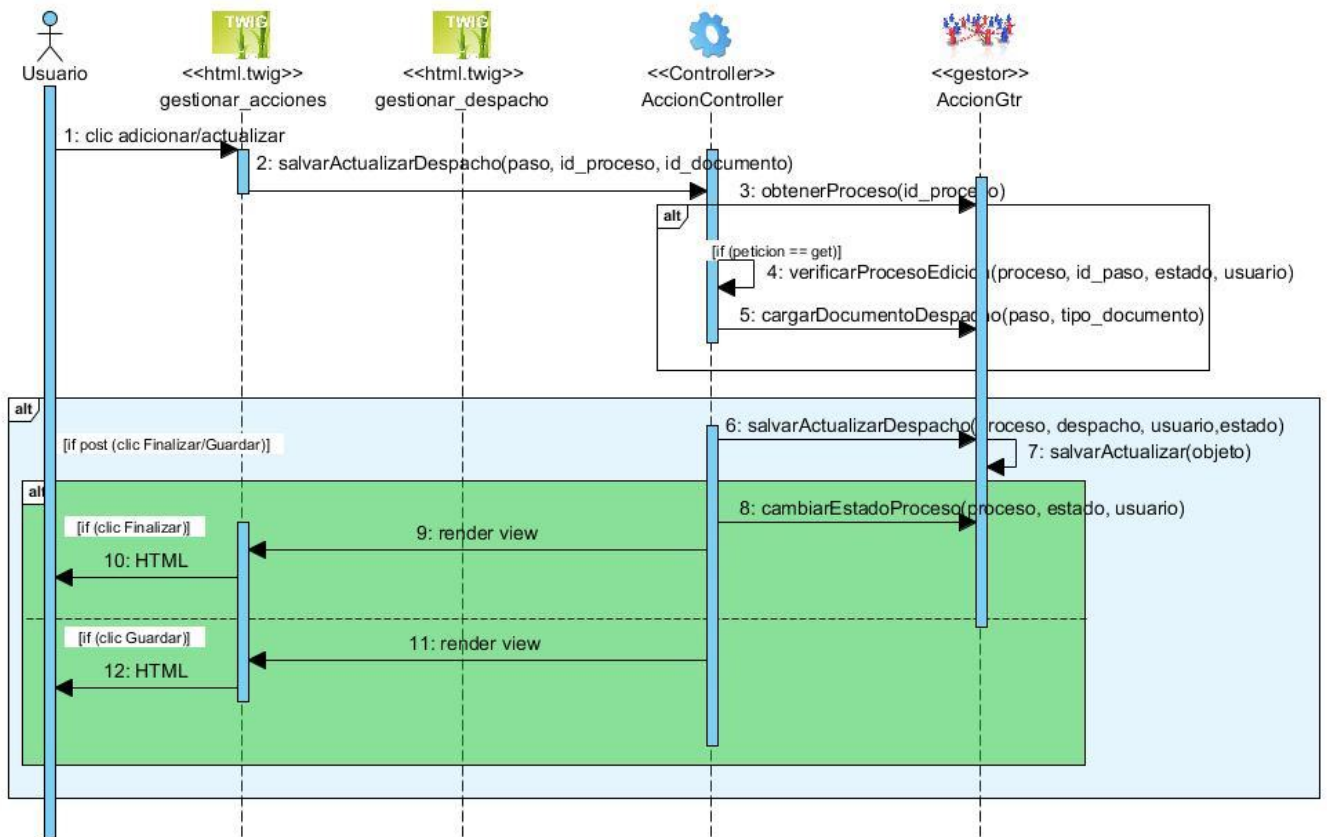 TWIG
TWIG
Usuario
<<html.twig>>
gestionar_acciones
<<html.twig>>
gestionar_despacho
<<Controller>>
AccionController
<<gestor>>
AccionGtr
1: clic adicionar/actualizar
2: salvarActualizarDespacho(paso, id_proceso, id_documento)
3: obtenerProceso(id_proceso)
alt
[if (peticion == get)]
4: verificarProcesoEdicion(proceso, id_paso, estado, usuario)
5: cargarDocumentoDespacho(paso, tipo_documento)
alt
[if post (clic Finalizar/Guardar)]
6: salvarActualizarDespacho(proceso, despacho, usuario,estado)
7: salvarActualizar(objeto)
alt
8: cambiarEstadoProceso(proceso, estado, usuario)
[if (clic Finalizar)]
9: render view
10: HTML
[if (clic Guardar)]
11: render view
12: HTML